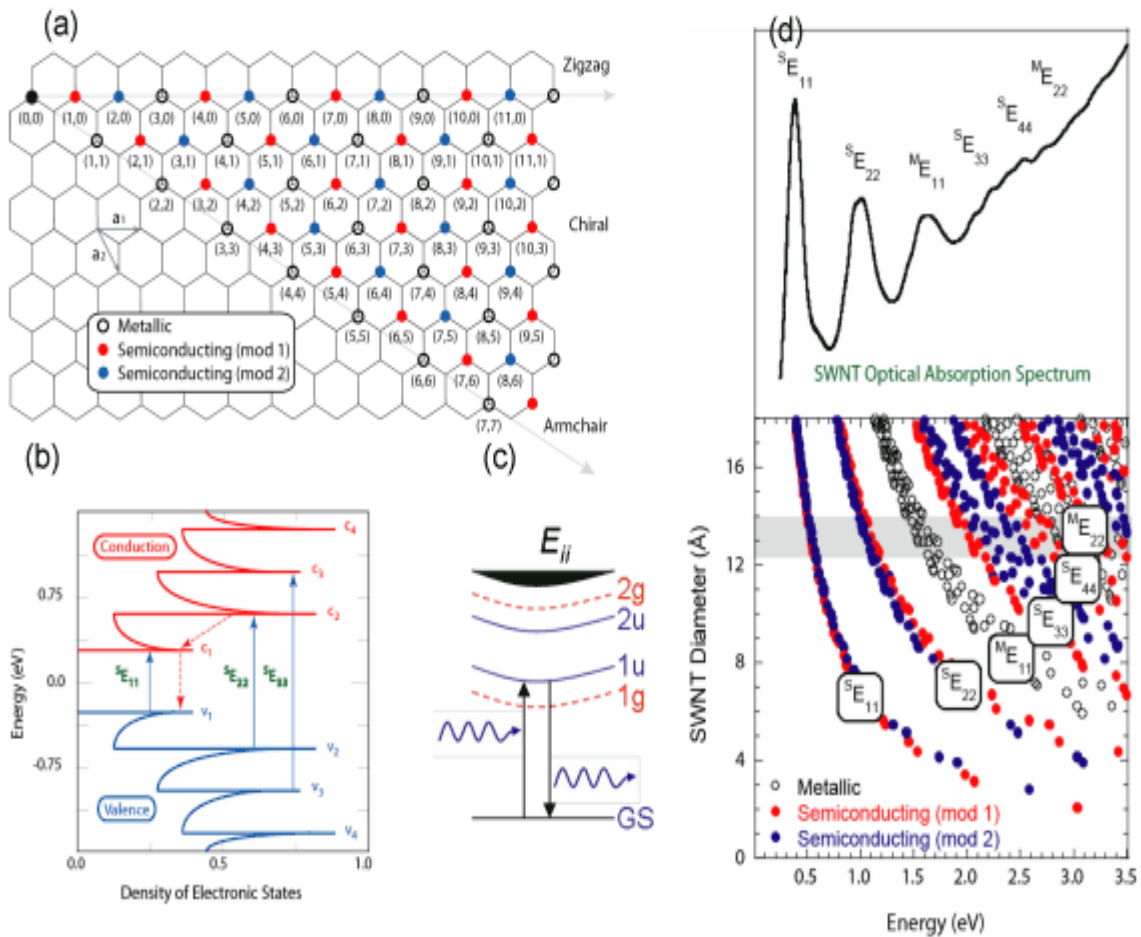 (a)
Zigzag
(0,0) (1,0) (2,0) (3,0) (4,0) (5,0) (6,0) (7,0) (8,0) (9,0) (10,0) (11,0)
(1,1) (2,1) (3,1) (4,1) (5,1) (6,1) (7,1) (8,1) (9,1) (10,1) (11,1)
(2,2) (3,2) (4,2) (5,2) (6,2) (7,2) (8,2) (9,2) (10,2)
a1
Chiral
(3,3) (4,3) (5,3) (6,3) (7,3) (8,3) (9,3) (10,3)
a2
(4,4) (5,4) (6,4) (7,4) (8,4) (9,4)
Metallic
(5,5) (6,5) (7,5) (8,5) (9,5)
Semiconducting (mod 1)
Semiconducting (mod 2)
(6,6) (7,6) (8,6)
(7,7)
Armchair
(b)
Energy (eV)
0.75
0.0
-0.75
Conduction
c4
c3
c2
c1
SE11
SE22
SE33
v1
v2
v3
Valence
v4
0.0 0.5 1.0
Density of Electronic States
(c)
Eii
2g
2u
1u
1g
GS
(d)
SE11
SE22
ME11
SE33
SE44
ME22
SWNT Optical Absorption Spectrum
SWNT Diameter (Å)
16
12
8
4
0
ME22
SE44
SE33
ME11
SE22
SE11
Metallic
Semiconducting (mod 1)
Semiconducting (mod 2)
0.5 1.0 1.5 2.0 2.5 3.0 3.5
Energy (eV)